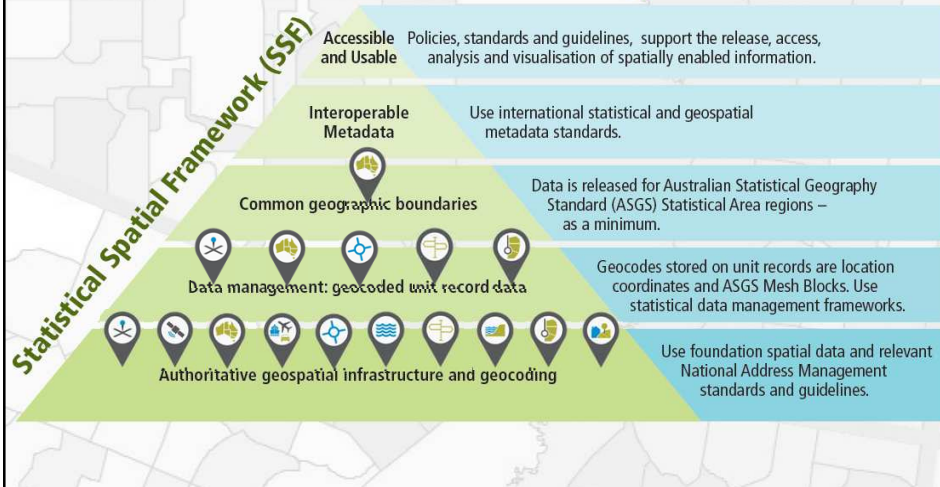 Statistical Spatial Framework (SSF)
Accessible
and Usable
Policies, standards and guidelines, support the release, access,
analysis and visualisation of spatially enabled information.
Interoperable
Metadata
Use international statistical and geospatial
metadata standards.
Common geographic boundaries
Data is released for Australian Statistical Geography
Standard (ASGS) Statistical Area regions –
as a minimum.
Data management: geocoded unit record data
Geocodes stored on unit records are location
coordinates and ASGS Mesh Blocks. Use
statistical data management frameworks.
Authoritative geospatial infrastructure and geocoding
Use foundation spatial data and relevant
National Address Management
standards and guidelines.